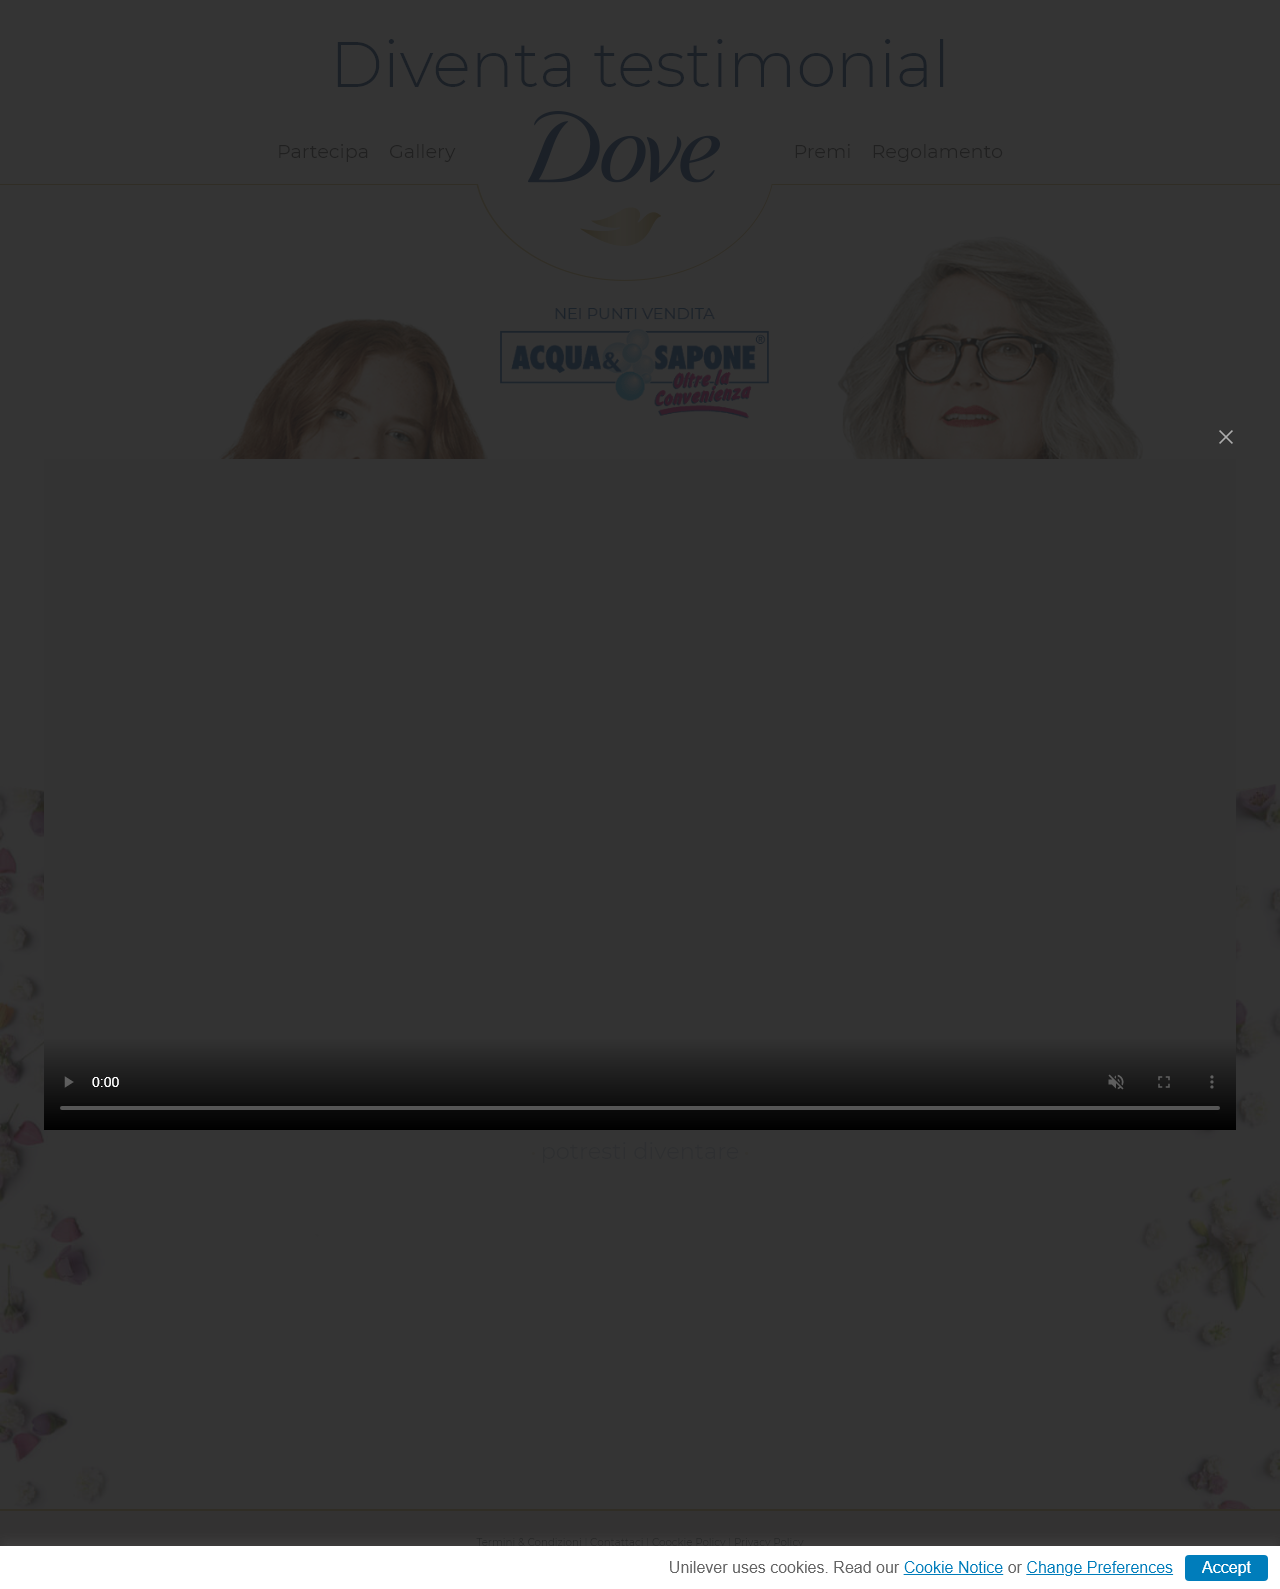 Diventa testimonial
Partecipa Gallery Dove Premi Regolamento
NEI PUNTI VENDITA
ACQUA & SAPONE ®
Oltre la
Convenienza
0:00
potresti diventare
Unilever uses cookies. Read our Cookie Notice or Change Preferences Accept